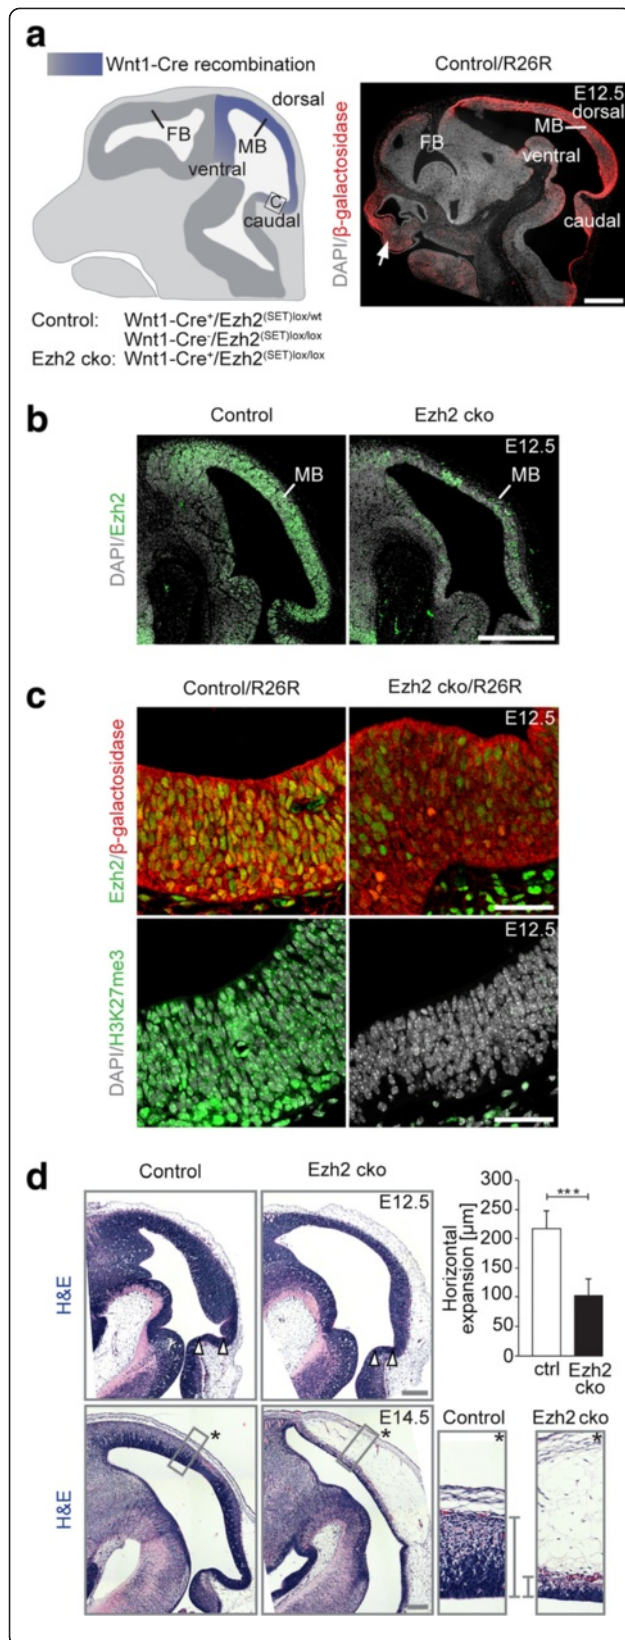 a
Wnt1-Cre recombination
dorsal
FB
MB
ventral
C
caudal
Control/R26R
E12.5
dorsal
MB
FB
ventral
caudal
DAPI/β-galactosidase
Control: Wnt1-Cre⁺/Ezh2⁽ˢᴱᵀ⁾lox/wt
Wnt1-Cre⁻/Ezh2⁽ˢᴱᵀ⁾lox/lox
Ezh2 cko: Wnt1-Cre⁺/Ezh2⁽ˢᴱᵀ⁾lox/lox
b
Control
Ezh2 cko
DAPI/Ezh2
MB
E12.5
MB
c
Control/R26R
Ezh2 cko/R26R
Ezh2/β-galactosidase
E12.5
DAPI/H3K27me3
E12.5
d
Control
Ezh2 cko
H&E
E12.5
Horizontal
expansion [µm]
300
250
200
150
100
50
0
***
ctrl
Ezh2
cko
H&E
*
E14.5
*
Control
*
Ezh2 cko
*